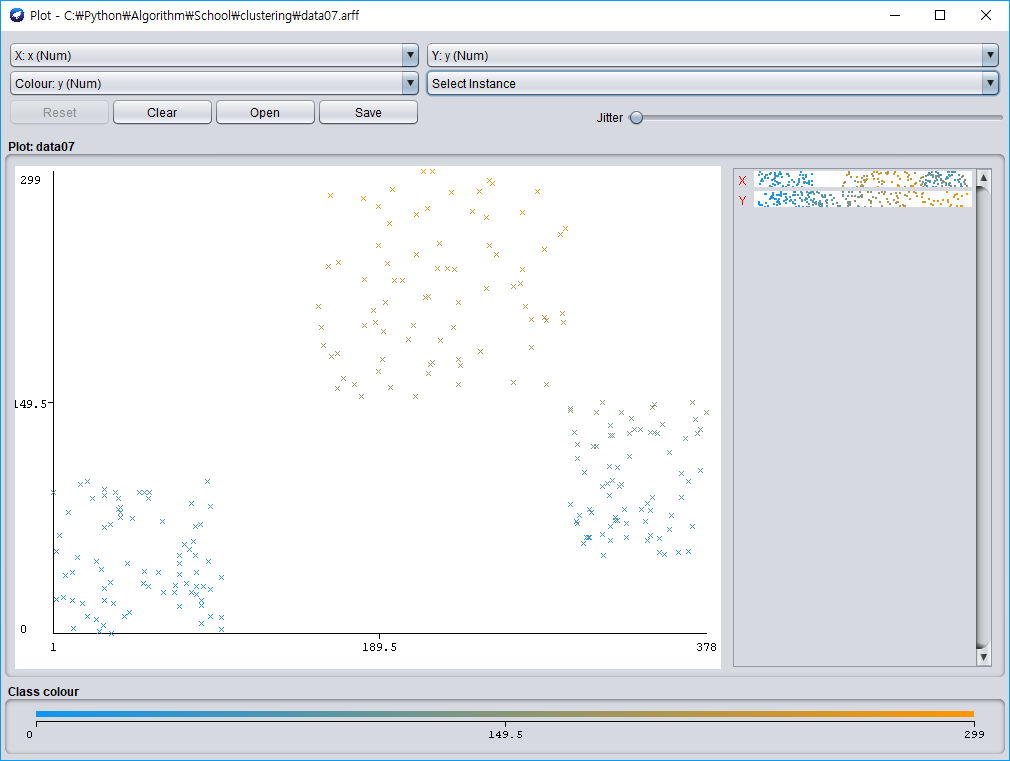 Plot - C:₩Python₩Algorithm₩School₩clustering₩data07.arff
X: x (Num)
Y: y (Num)
Colour: y (Num)
Select Instance
Reset
Clear
Open
Save
Jitter
Plot: data07
299
149.5
0
1
189.5
378
X
Y
Class colour
0
149.5
299